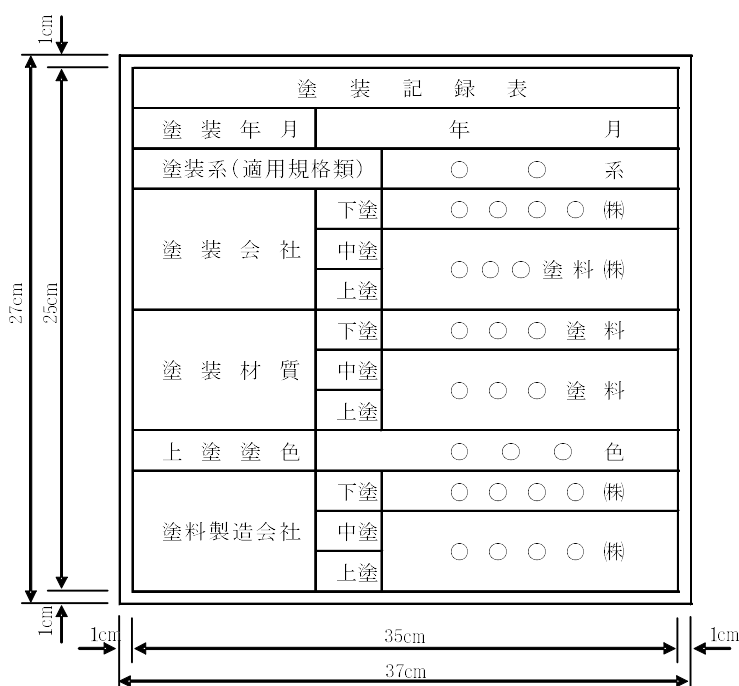 1cm
塗装記録表
塗装年月 年 月
塗装系(適用規格類) ○ ○ 系
塗装会社 下塗 ○○○○㈱
中塗 ○○○塗料㈱
上塗
塗装材質 下塗 ○○○塗料
中塗 ○○○塗料
上塗
上塗塗色 ○○○色
塗料製造会社 下塗 ○○○○㈱
中塗 ○○○○㈱
上塗
27cm
25cm
1cm
1cm
35cm
1cm
37cm